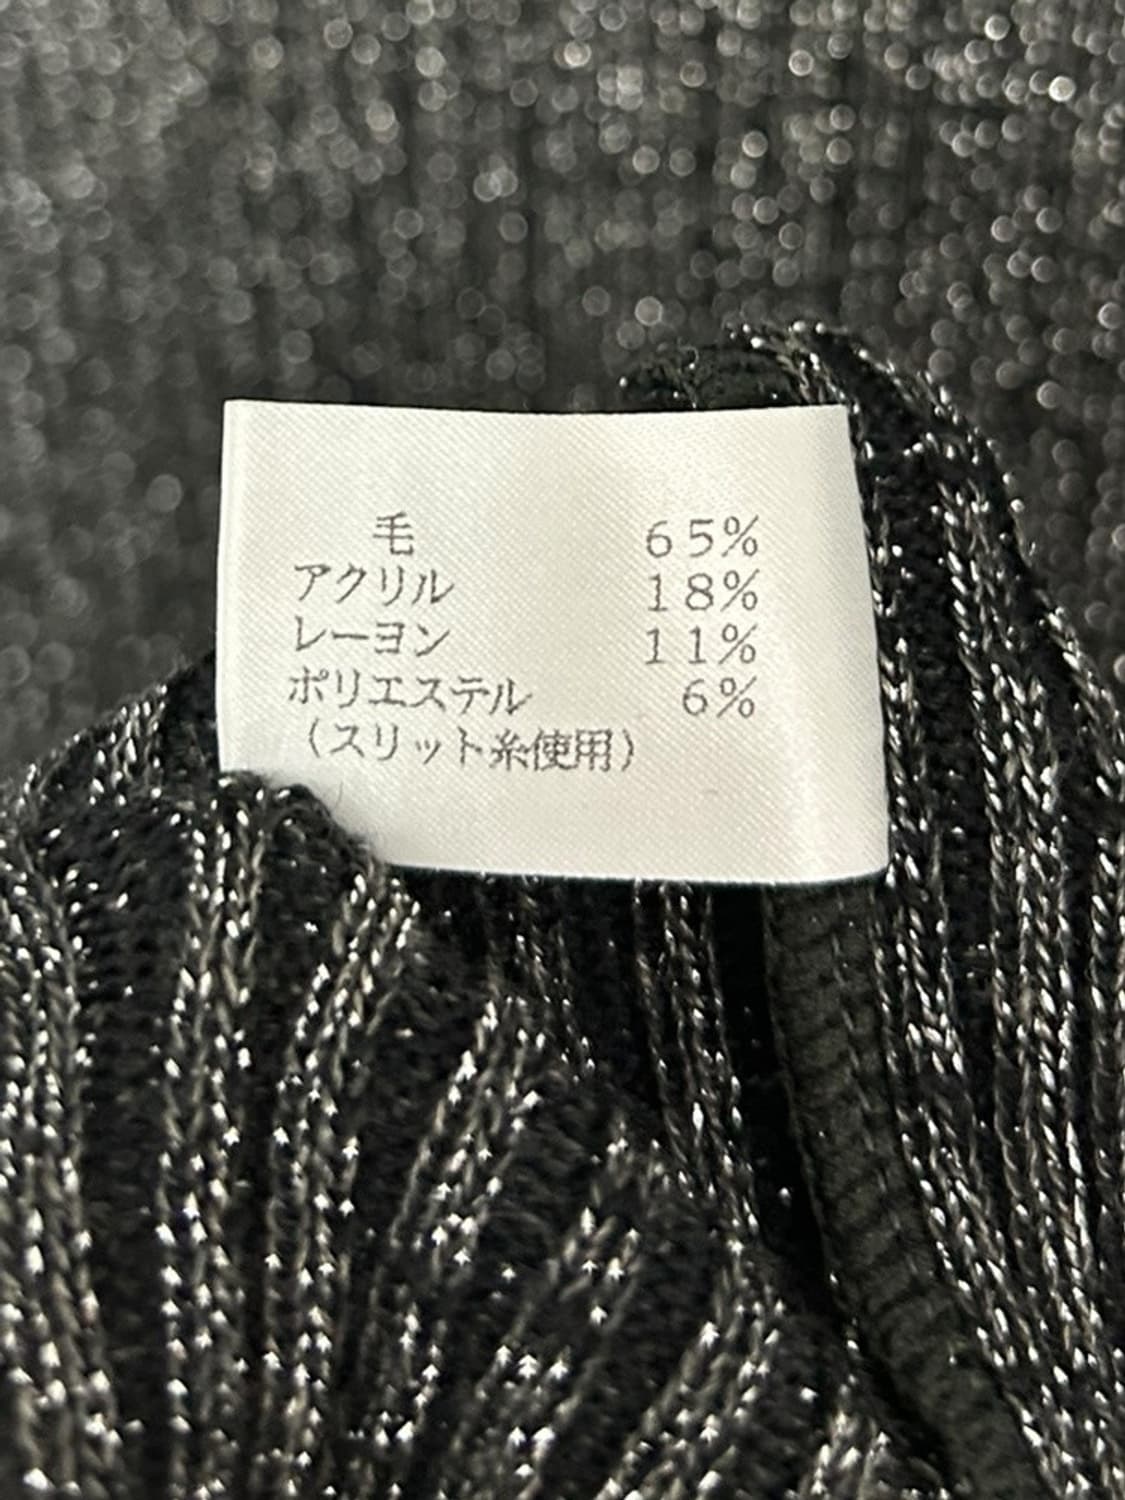 毛 65%
アクリル 18%
レーヨン 11%
ポリエステル 6%
(スリット糸使用)